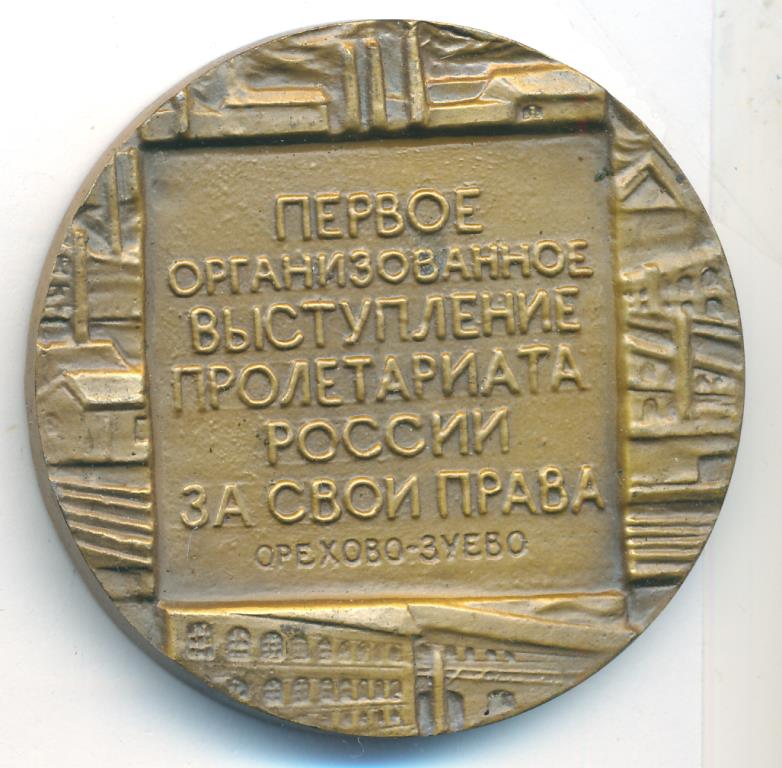 ПЕРВОЕ
ОРГАНИЗОВАННОЕ
ВЫСТУПЛЕНИЕ
ПРОЛЕТАРИАТА
РОССИИ
ЗА СВОИ ПРАВА
ОРЕХОВО-ЗУЕВО